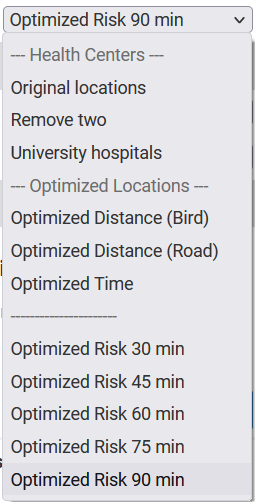 Optimized Risk 90 min
--- Health Centers ---
Original locations
Remove two
University hospitals
--- Optimized Locations ---
Optimized Distance (Bird)
Optimized Distance (Road)
Optimized Time
----------------------
Optimized Risk 30 min
Optimized Risk 45 min
Optimized Risk 60 min
Optimized Risk 75 min
Optimized Risk 90 min